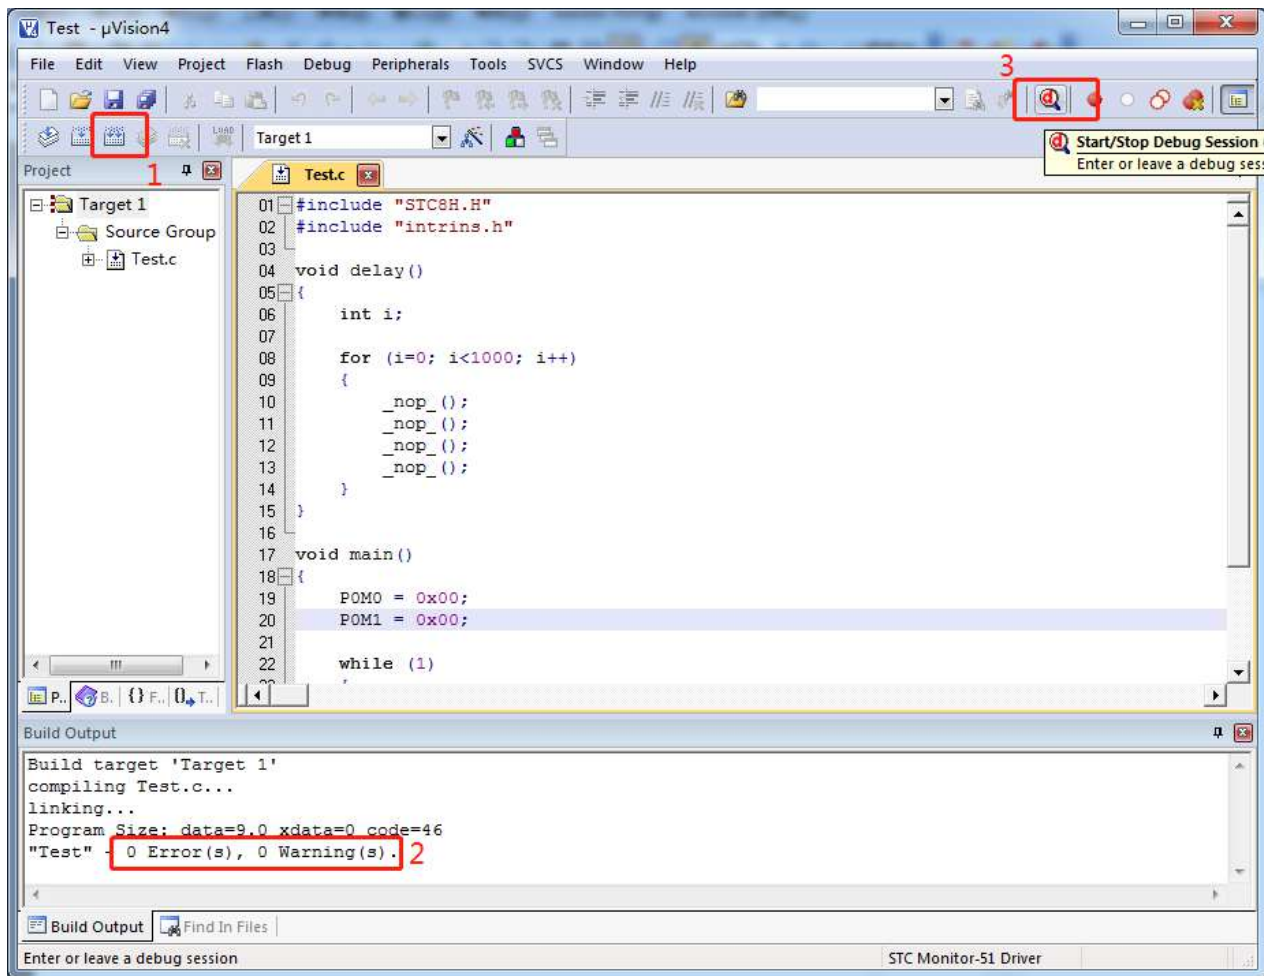 Test - µVision4
File Edit View Project Flash Debug Peripherals Tools SVCS Window Help
3
Target 1
Start/Stop Debug Session
Enter or leave a debug ses
Project
1
Test.c
Target 1
Source Group
Test.c
01 #include "STC8H.H"
02 #include "intrins.h"
03
04 void delay()
05 {
06 int i;
07
08 for (i=0; i<1000; i++)
09 {
10 _nop_();
11 _nop_();
12 _nop_();
13 _nop_();
14 }
15 }
16
17 void main()
18 {
19 P0M0 = 0x00;
20 P0M1 = 0x00;
21
22 while (1)
P.. B. {} F.. T..
Build Output
Build target 'Target 1'
compiling Test.c...
linking...
Program Size: data=9.0 xdata=0 code=46
"Test" - 0 Error(s), 0 Warning(s).
2
Build Output Find In Files
Enter or leave a debug session STC Monitor-51 Driver